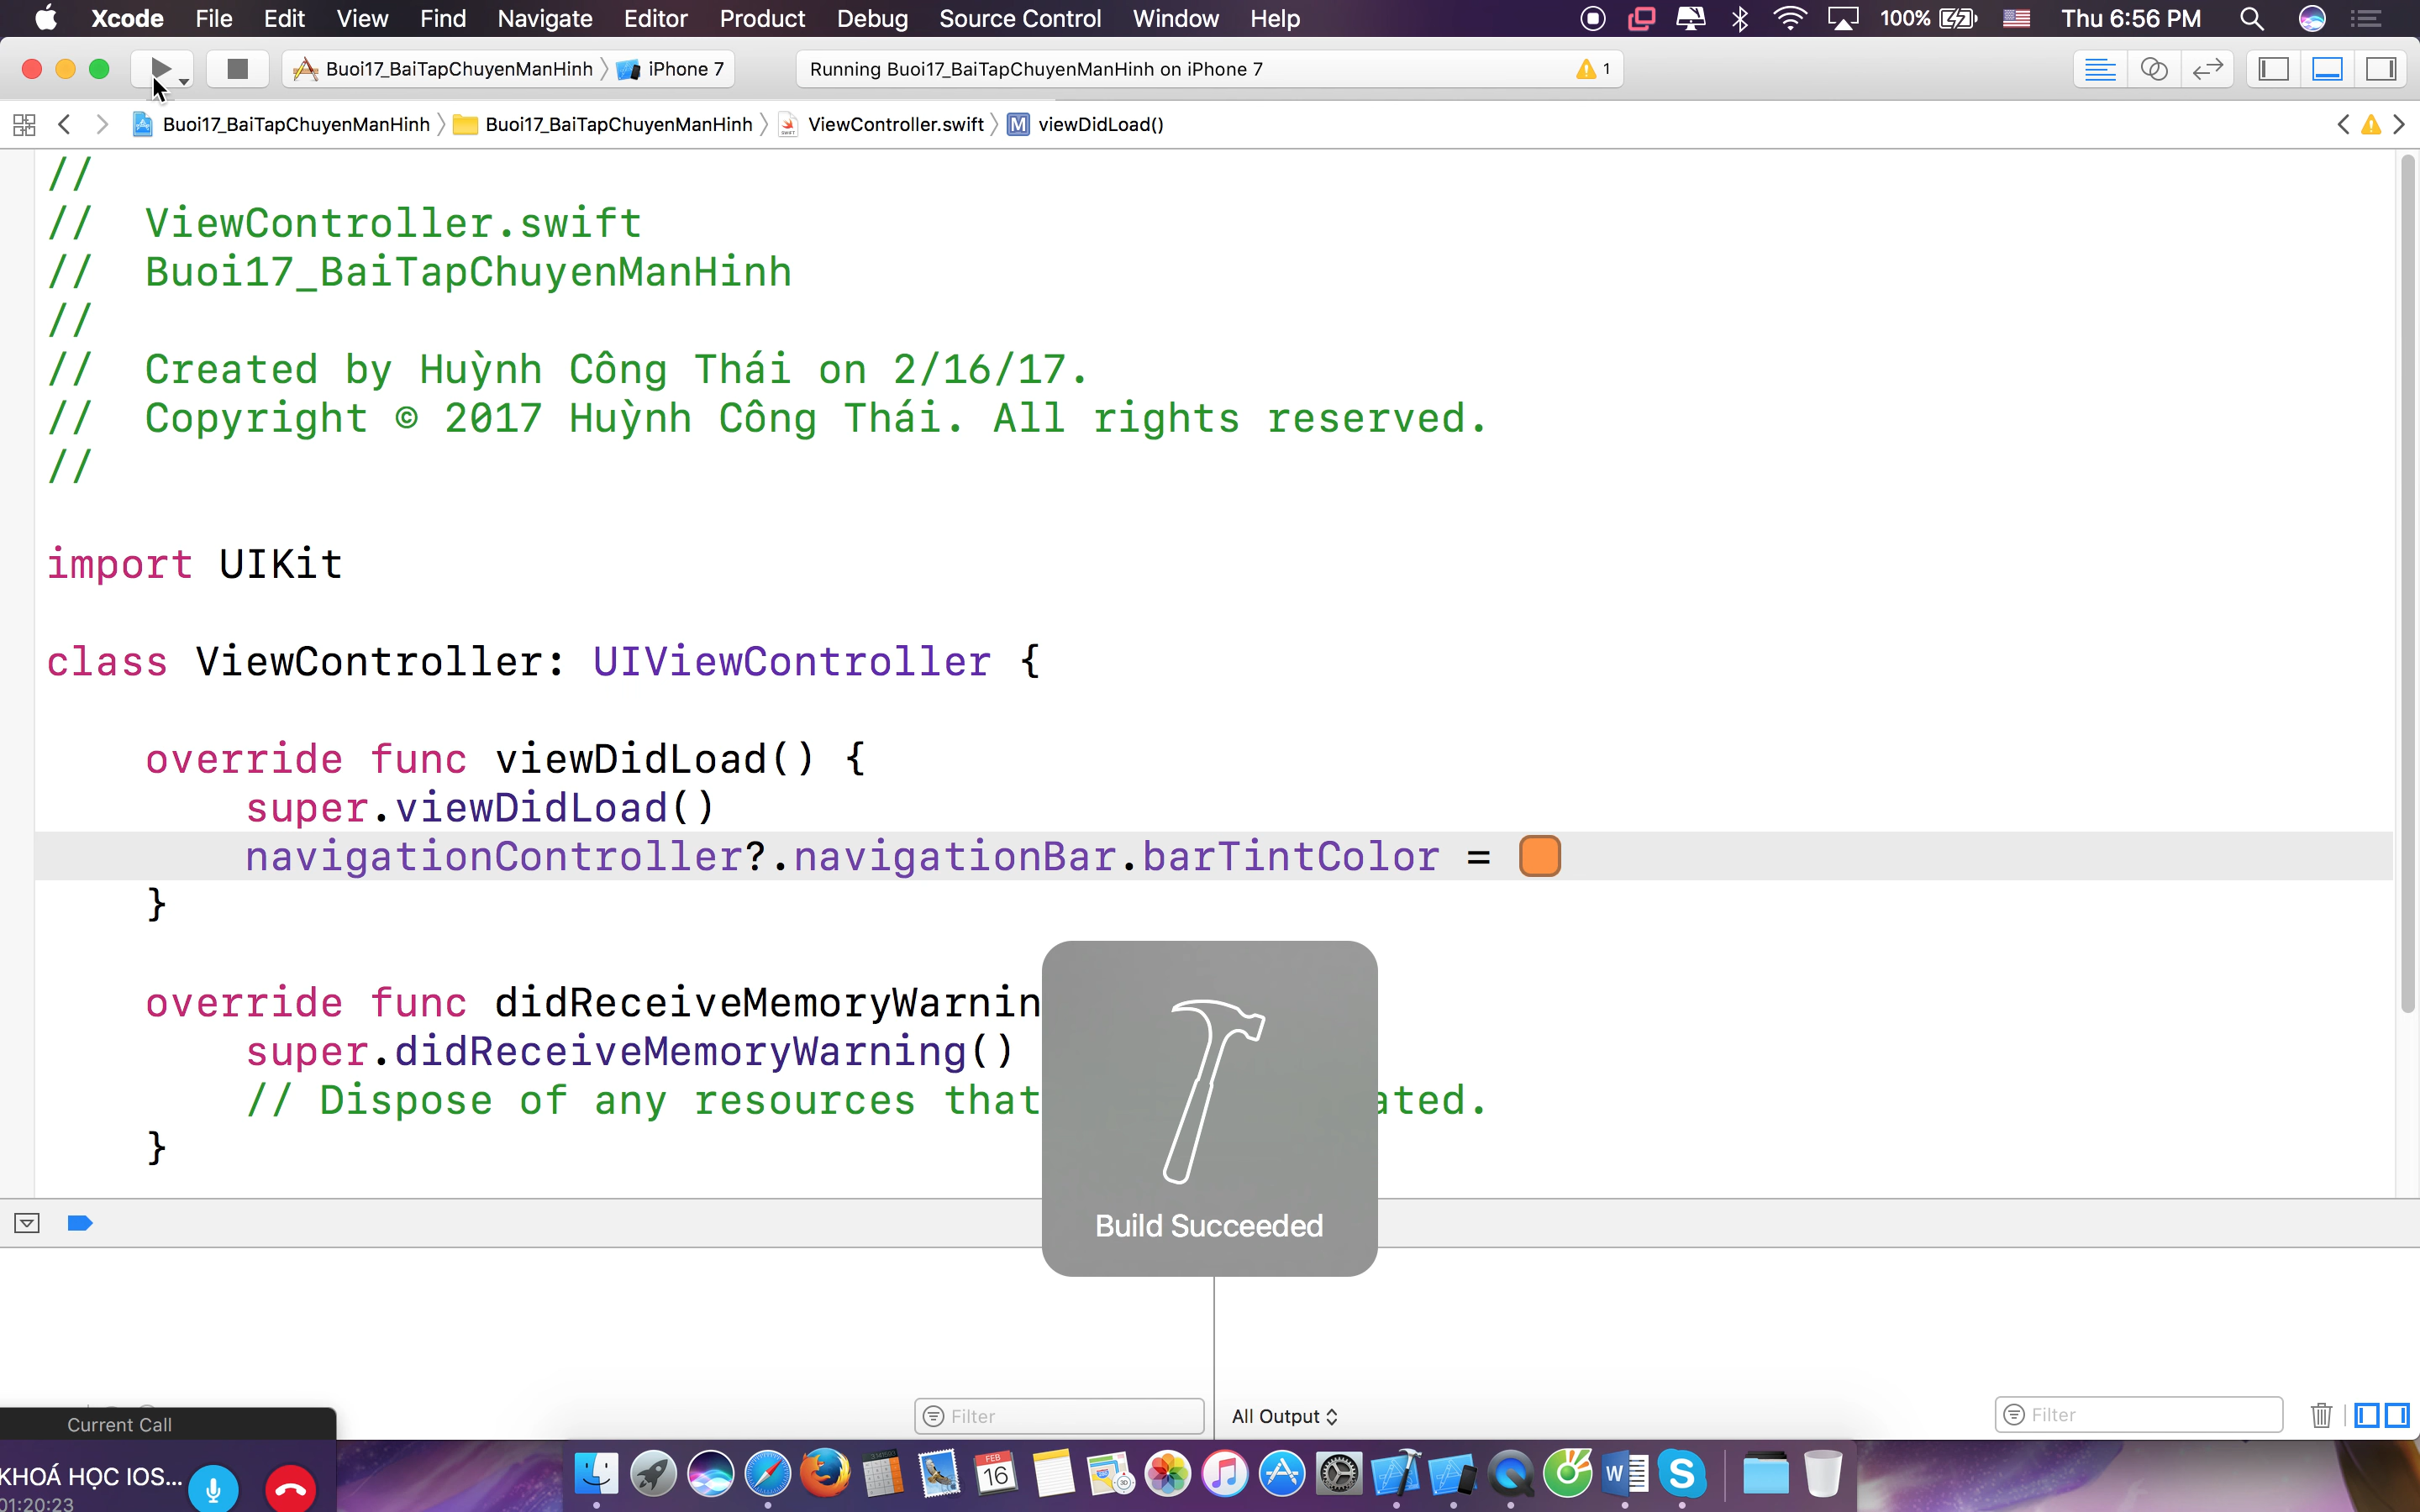 Xcode File Edit View Find Navigate Editor Product Debug Source Control Window Help 100% Thu 6:56 PM
Buoi17_BaiTapChuyenManHinh iPhone 7 Running Buoi17_BaiTapChuyenManHinh on iPhone 7 1
Buoi17_BaiTapChuyenManHinh Buoi17_BaiTapChuyenManHinh ViewController.swift M viewDidLoad()
//
// ViewController.swift
// Buoi17_BaiTapChuyenManHinh
//
// Created by Huỳnh Công Thái on 2/16/17.
// Copyright © 2017 Huỳnh Công Thái. All rights reserved.
//
import UIKit
class ViewController: UIViewController {
override func viewDidLoad() {
super.viewDidLoad()
navigationController?.navigationBar.barTintColor =
}
override func didReceiveMemoryWarnin
super.didReceiveMemoryWarning()
// Dispose of any resources that ated.
}
Build Succeeded
Filter All Output Filter
Current Call
KHOÁ HỌC IOS...
01:20:23
FEB
16
W
S